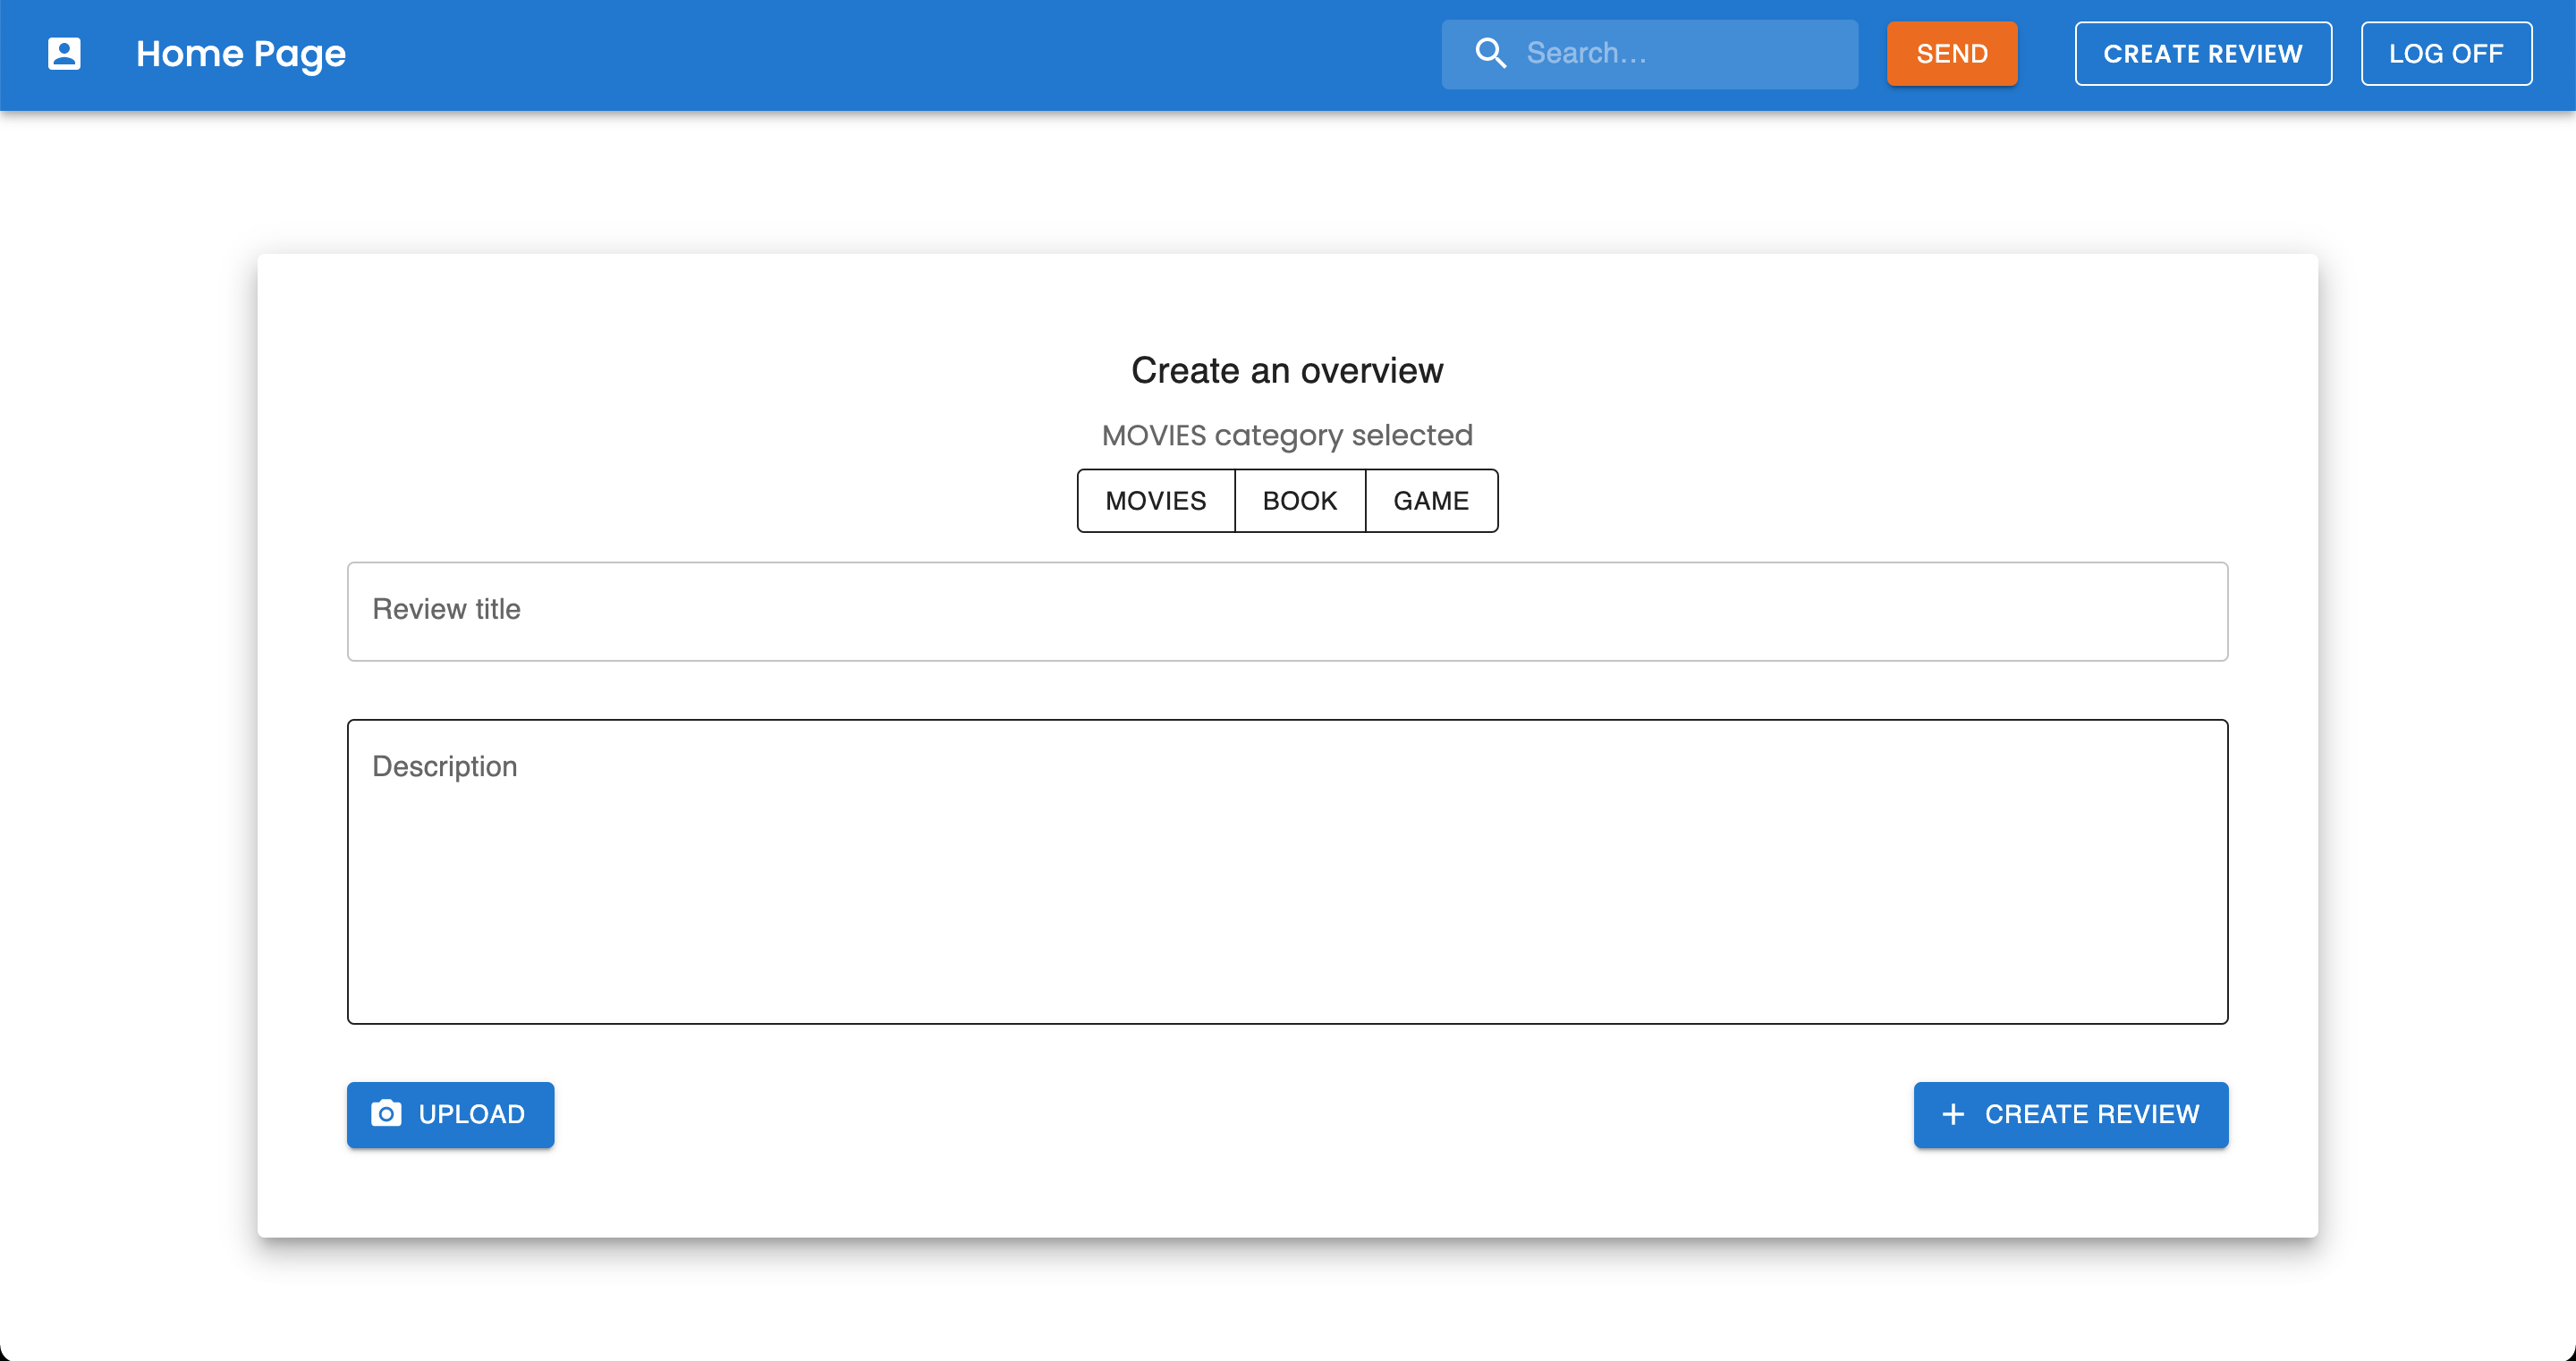 Home Page
Search...
SEND
CREATE REVIEW
LOG OFF
Create an overview
MOVIES category selected
MOVIES BOOK GAME
Review title
Description
UPLOAD
CREATE REVIEW